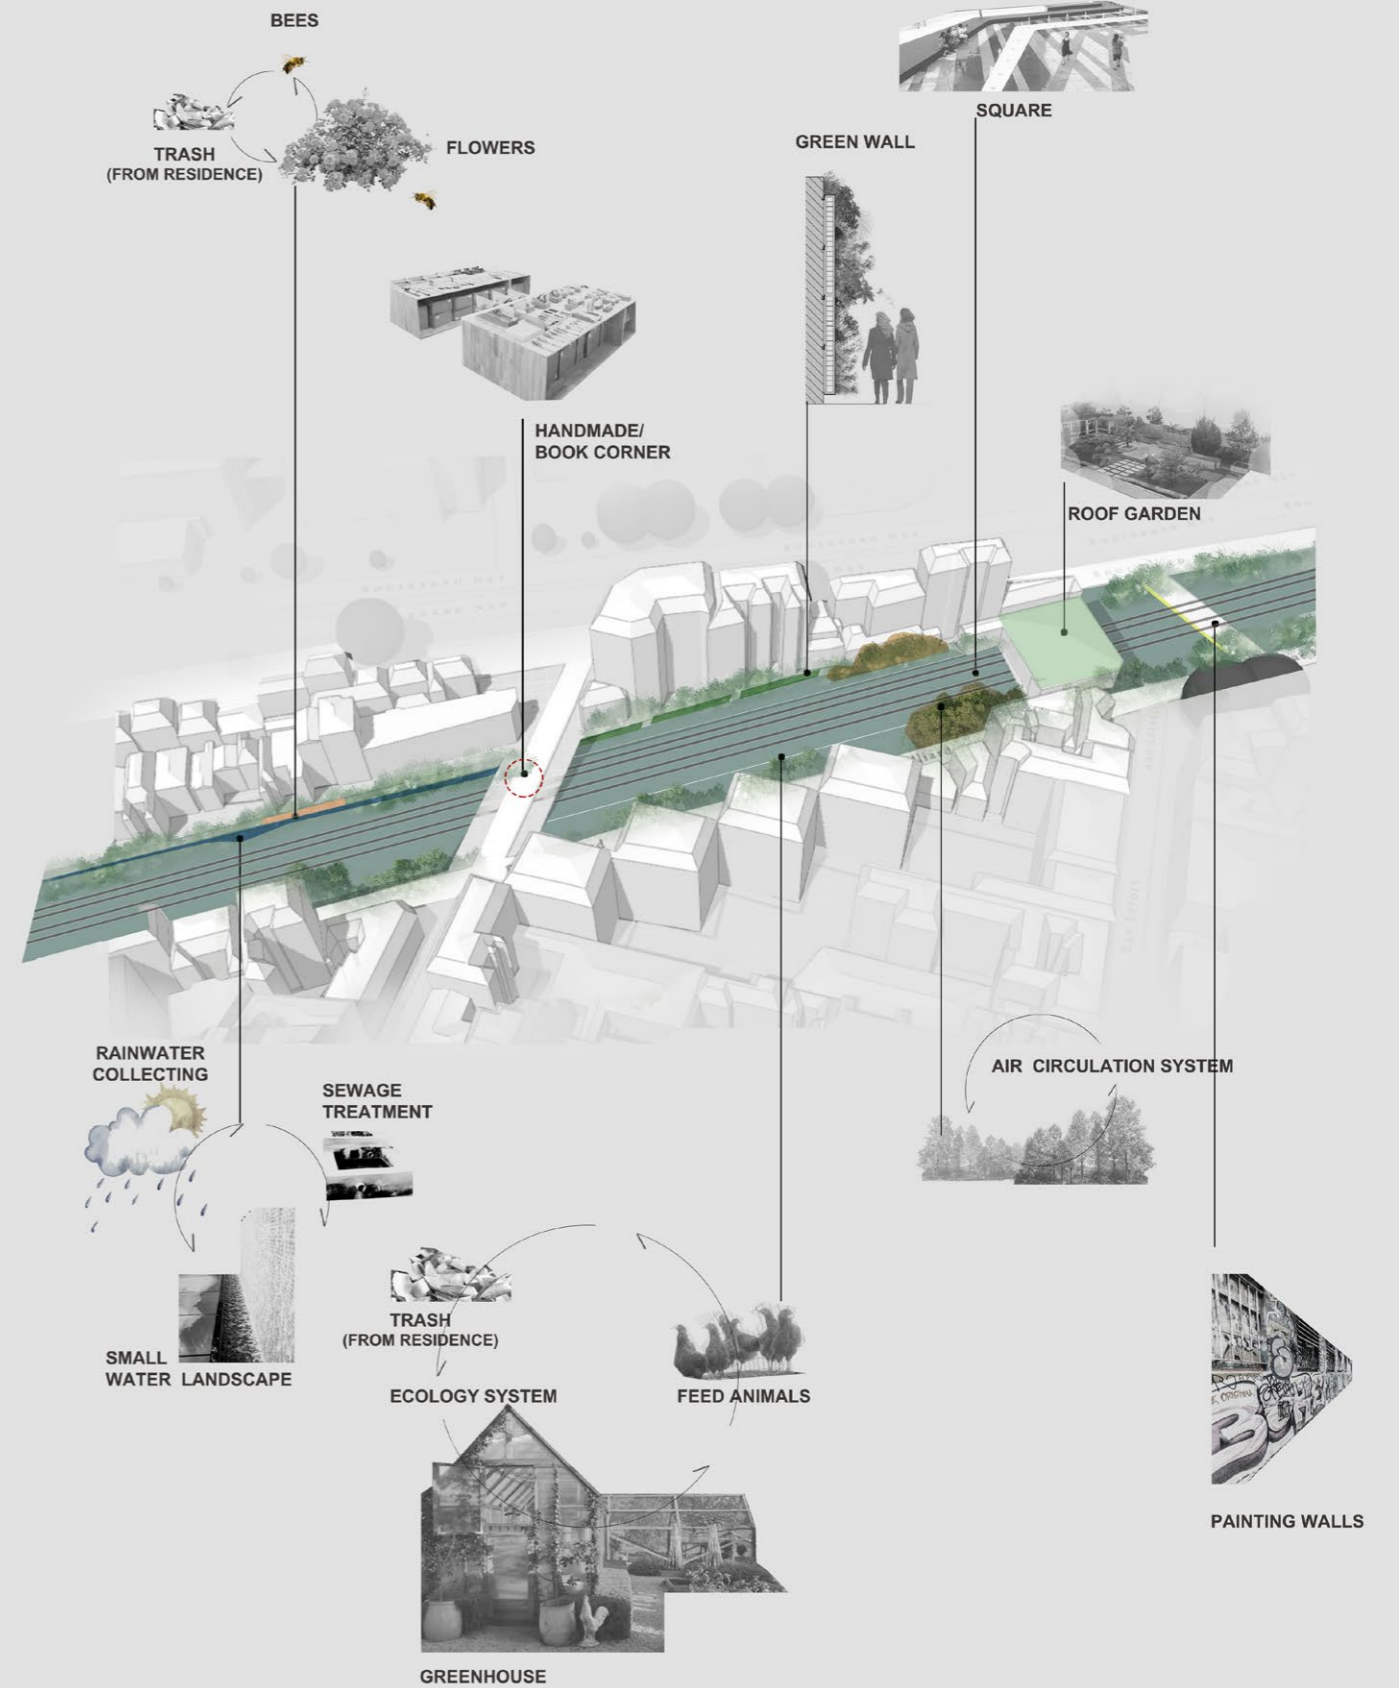 BEES
SQUARE
GREEN WALL
FLOWERS
TRASH
(FROM RESIDENCE)
HANDMADE/
BOOK CORNER
ROOF GARDEN
RAINWATER
COLLECTING
SEWAGE
TREATMENT
AIR CIRCULATION SYSTEM
SMALL
WATER LANDSCAPE
TRASH
(FROM RESIDENCE)
ECOLOGY SYSTEM
FEED ANIMALS
PAINTING WALLS
GREENHOUSE